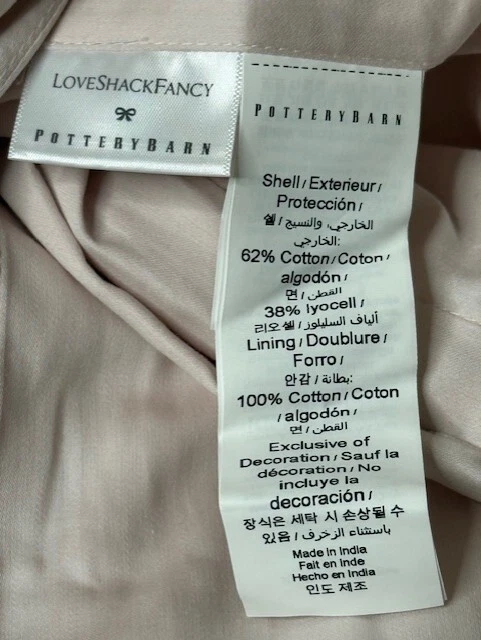 LOVESHACKFANCY
POTTERYBARN
POTTERYBARN
Shell / Exterieur /
Protección /
쉘 / الخارجي، والنسيج
الخارجي:
62% Cotton / Coton /
algodón /
면 / القطن
38% lyocell /
리오셀 / ألياف السليلوز
Lining / Doublure /
Forro /
안감 / بطانة:
100% Cotton / Coton
/ algodón /
면 / القطن
Exclusive of
Decoration / Sauf la
décoration / No
incluye la
decoración /
장식은 세탁 시 손상될 수
있음 / باستثناء الزخرف
Made in India
Fait en Inde
Hecho en India
인도 제조